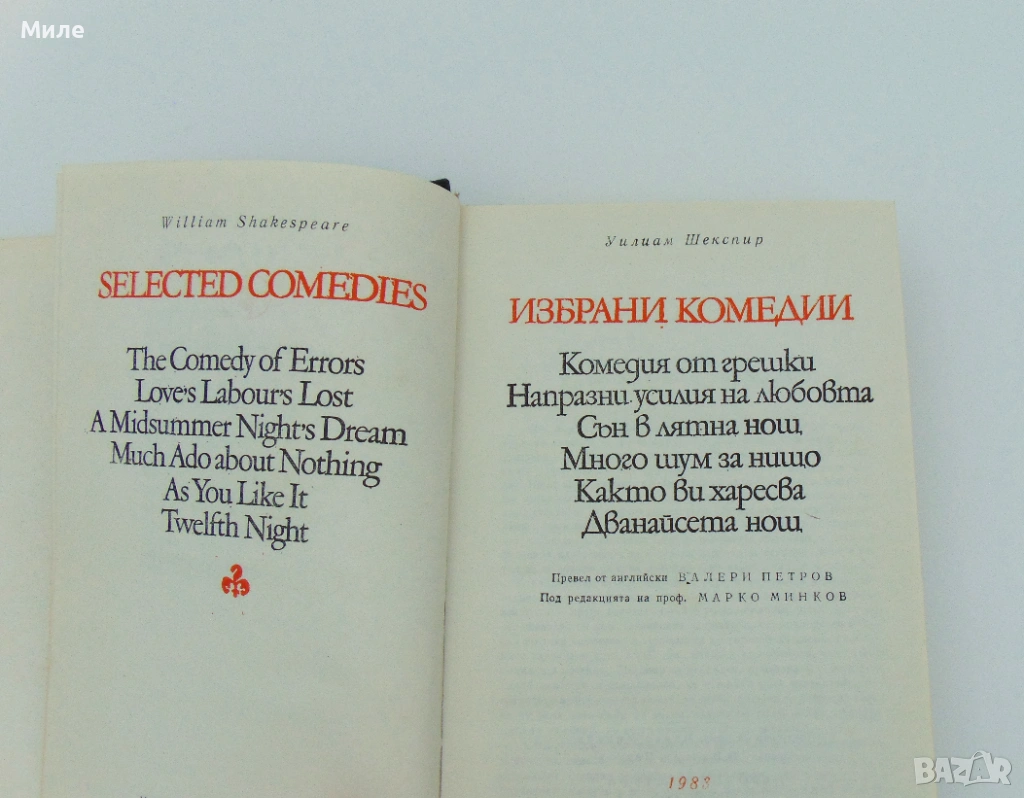 Миле
William Shakespeare
SELECTED COMEDIES
The Comedy of Errors
Love's Labour's Lost
A Midsummer Night's Dream
Much Ado about Nothing
As You Like It
Twelfth Night
Уилиам Шекспир
ИЗБРАНИ КОМЕДИИ
Комедия от грешки
Напразни усилия на любовта
Сън в лятна нощ
Много шум за нищо
Както ви харесва
Дванайсета нощ
Превел от английски ВАЛЕРИ ПЕТРОВ
Под редакцията на проф. МАРКО МИНКОВ
1988
BAZAR